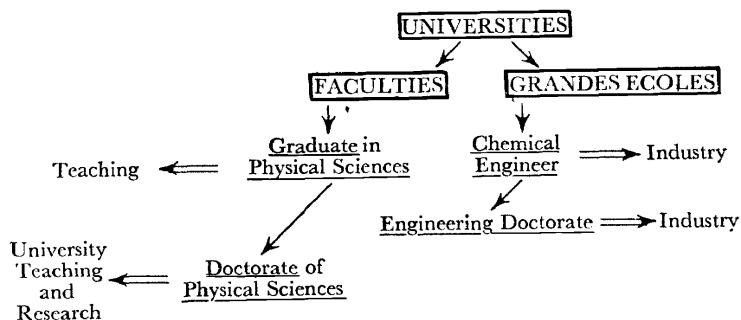 UNIVERSITIES
FACULTIES
GRANDES ECOLES
Graduate in
Physical Sciences
Teaching
Chemical
Engineer
Industry
Engineering Doctorate
Industry
University
Teaching
and
Research
Doctorate of
Physical Sciences